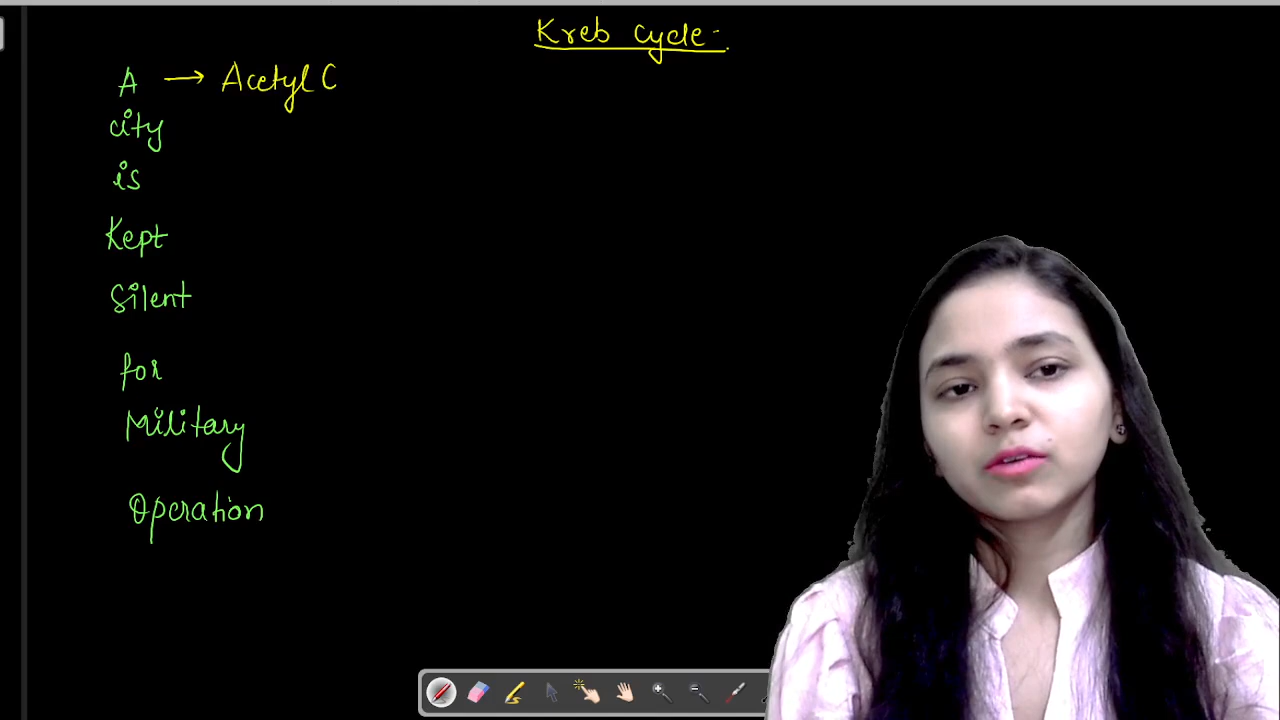 Kreb Cycle:-
A → Acetyl C
city
is
Kept
Silent
for
Military
Operation